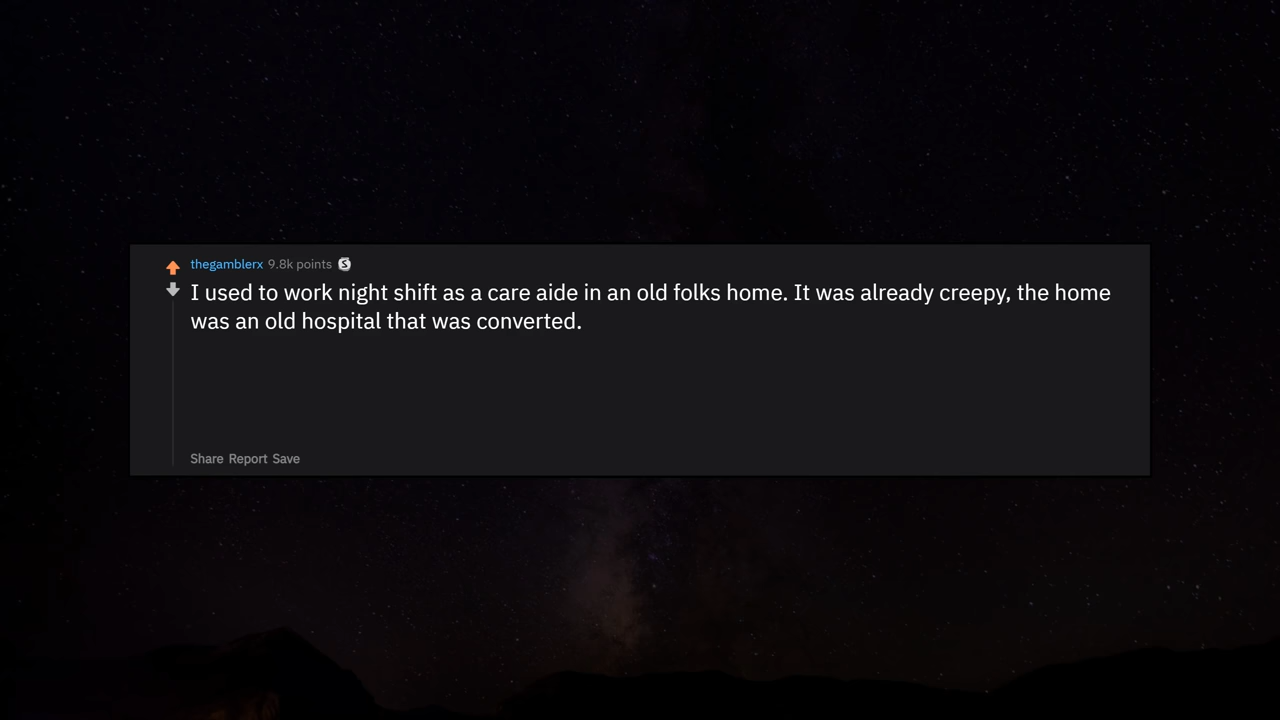 thegamblerx 9.8k points S
I used to work night shift as a care aide in an old folks home. It was already creepy, the home
was an old hospital that was converted.
Share Report Save